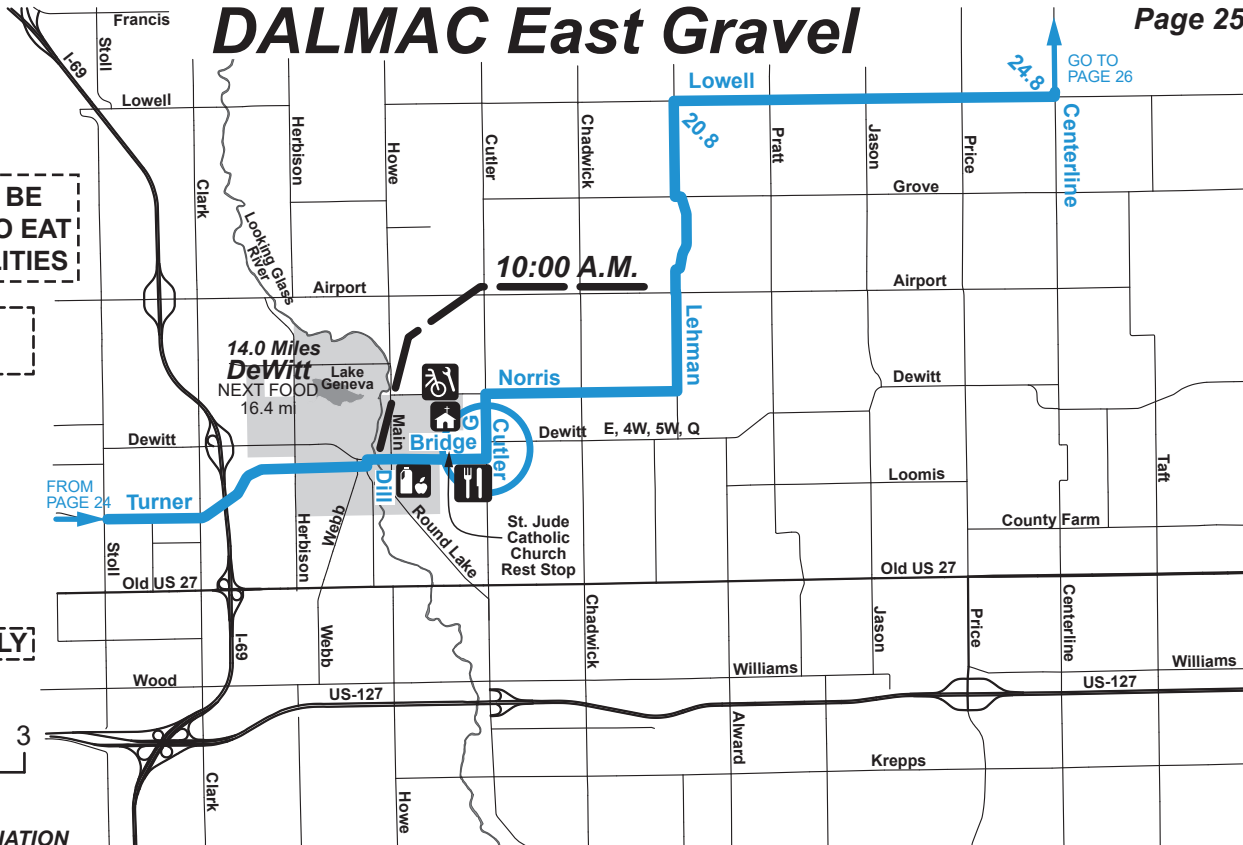 DALMAC East Gravel
Page 25
Francis
Stoll
I-69
Lowell
Lowell
24.8
GO TO
PAGE 26
20.8
Herbison
Howe
Cutler
Chadwick
Pratt
Jason
Price
Centerline
BE
O EAT
LITIES
Clark
Grove
Looking Glass
River
10:00 A.M.
Airport
Airport
14.0 Miles
DeWitt
NEXT FOOD
16.4 mi
Lake
Geneva
Lehman
Norris
Dewitt
Main
G
Cutler
Bridge
Dewitt
E, 4W, 5W, Q
Dewitt
Dill
Loomis
Taft
FROM
PAGE 24
Turner
Webb
Round Lake
St. Jude
Catholic
Church
Rest Stop
County Farm
Stoll
Herbison
Old US 27
Old US 27
Chadwick
Jason
Price
Centerline
LY
I-69
Webb
Wood
Williams
Williams
US-127
US-127
3
Alward
Krepps
Clark
Howe
IATION